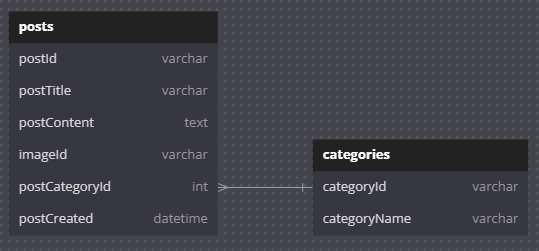 posts
postId varchar
postTitle varchar
postContent text
imageId varchar
postCategoryId int
postCreated datetime
categories
categoryId varchar
categoryName varchar